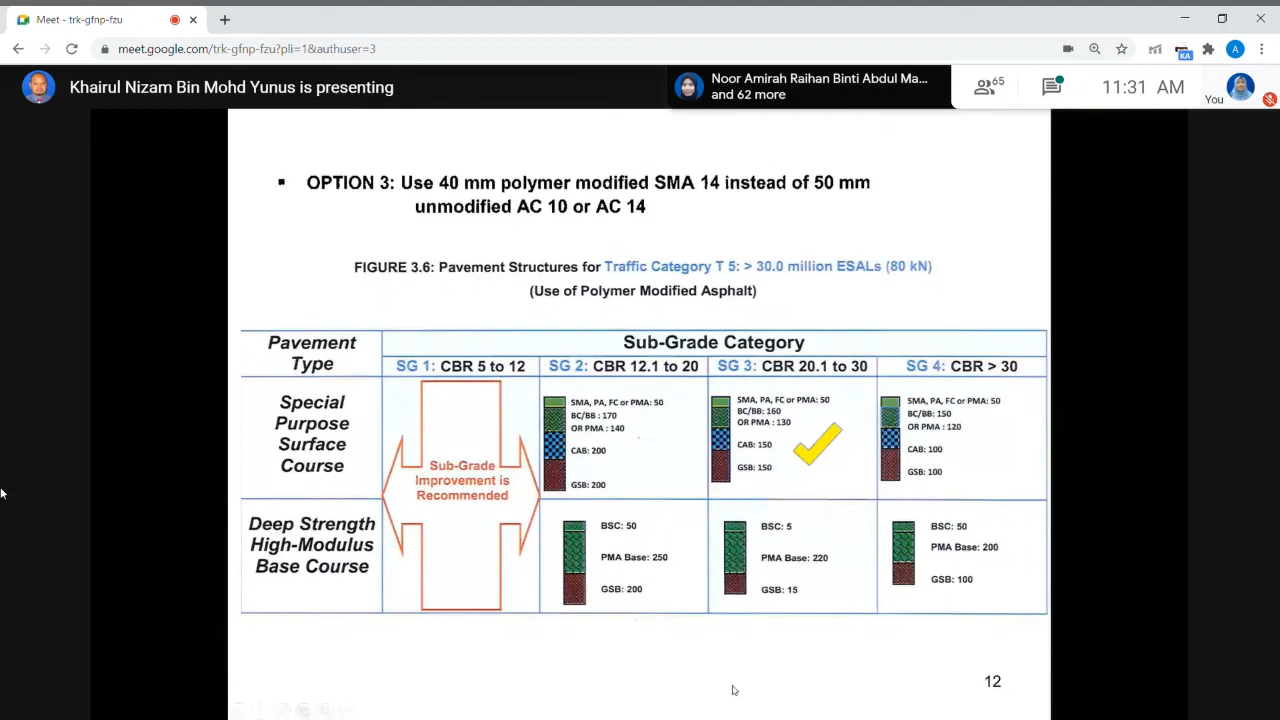 Meet - trk-gfnp-fzu
meet.google.com/trk-gfnp-fzu?pli=1&authuser=3
KA
A
Khairul Nizam Bin Mohd Yunus is presenting
Noor Amirah Raihan Binti Abdul Ma...
and 62 more
65
11:31 AM
You
▪ OPTION 3: Use 40 mm polymer modified SMA 14 instead of 50 mm
unmodified AC 10 or AC 14
FIGURE 3.6: Pavement Structures for Traffic Category T 5: > 30.0 million ESALs (80 kN)
(Use of Polymer Modified Asphalt)
Pavement
Type
Sub-Grade Category
SG 1: CBR 5 to 12
SG 2: CBR 12.1 to 20
SG 3: CBR 20.1 to 30
SG 4: CBR > 30
Special
Purpose
Surface
Course
Sub-Grade
Improvement is
Recommended
SMA, PA, FC or PMA: 50
BC/BB : 170
OR PMA : 140
CAB: 200
GSB: 200
SMA, PA, FC or PMA: 50
BC/BB: 160
OR PMA : 130
CAB: 150
GSB: 150
SMA, PA, FC or PMA: 50
BC/BB: 150
OR PMA: 120
CAB: 100
GSB: 100
Deep Strength
High-Modulus
Base Course
BSC: 50
PMA Base: 250
GSB: 200
BSC: 5
PMA Base: 220
GSB: 15
BSC: 50
PMA Base: 200
GSB: 100
12